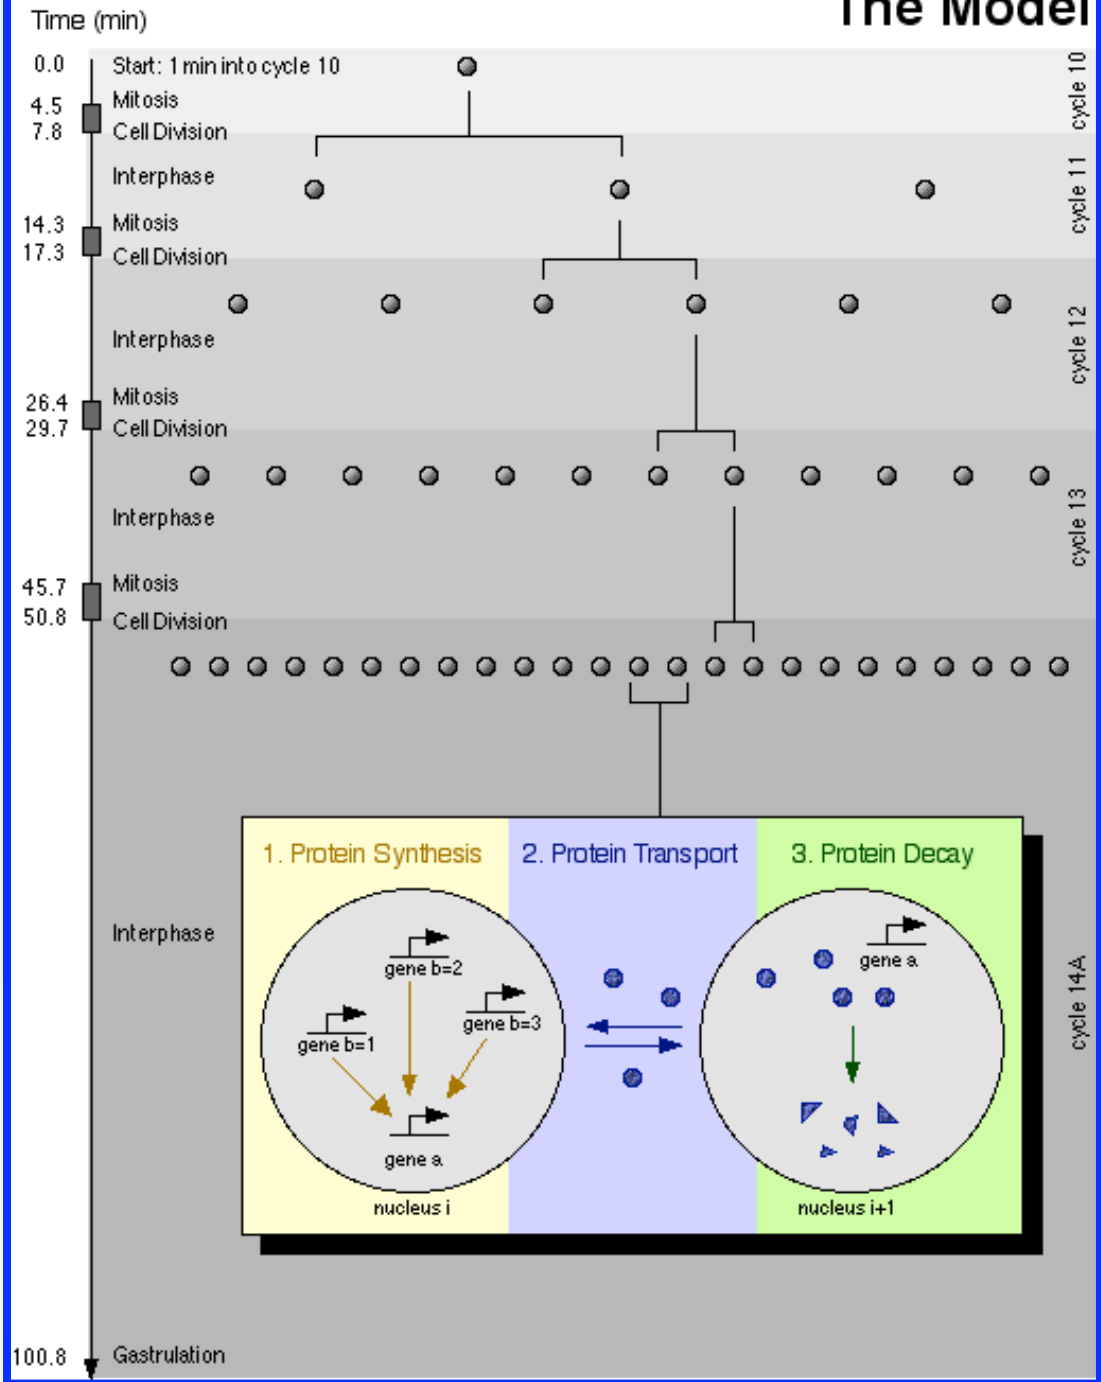 The Model
Time (min)
0.0 Start: 1 min into cycle 10
cycle 10
4.5 Mitosis
7.8 Cell Division
Interphase
cycle 11
14.3 Mitosis
17.3 Cell Division
Interphase
cycle 12
26.4 Mitosis
29.7 Cell Division
Interphase
cycle 13
45.7 Mitosis
50.8 Cell Division
1. Protein Synthesis 2. Protein Transport 3. Protein Decay
Interphase
gene b=2
gene b=1
gene b=3
gene a
nucleus i
gene a
nucleus i+1
cycle 14A
100.8 Gastrulation